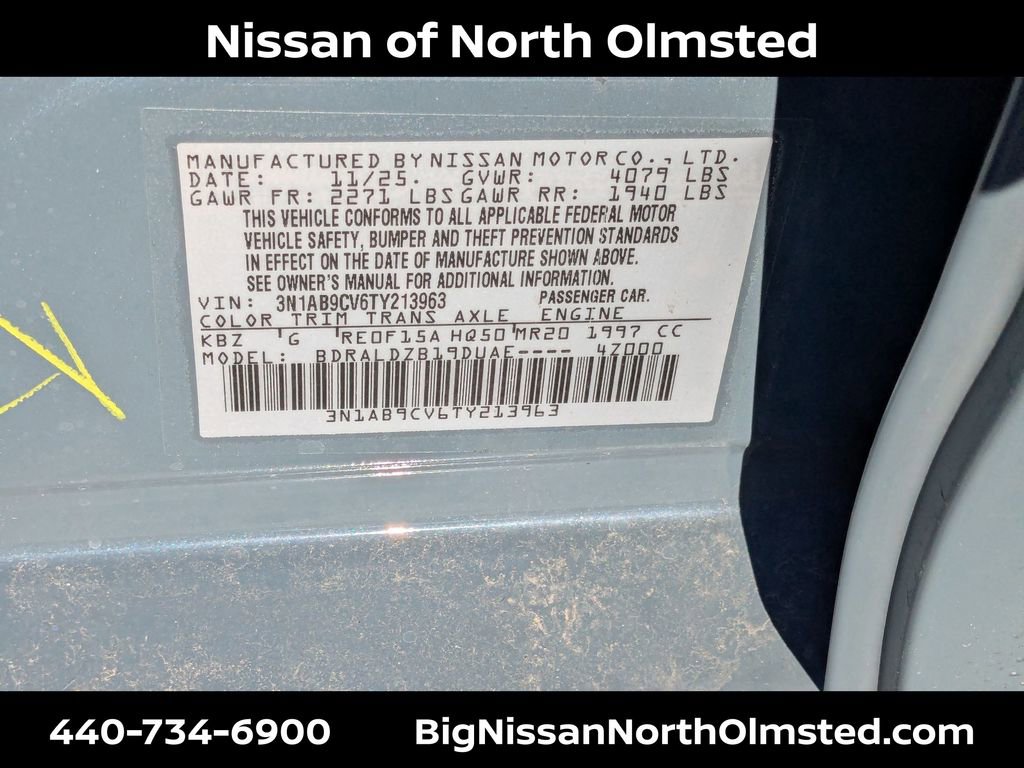 Nissan of North Olmsted
MANUFACTURED BY NISSAN MOTOR CO., LTD.
DATE: 11/25. GVWR: 4079 LBS
GAWR FR: 2271 LBS GAWR RR: 1940 LBS
THIS VEHICLE CONFORMS TO ALL APPLICABLE FEDERAL MOTOR
VEHICLE SAFETY, BUMPER AND THEFT PREVENTION STANDARDS
IN EFFECT ON THE DATE OF MANUFACTURE SHOWN ABOVE.
SEE OWNER'S MANUAL FOR ADDITIONAL INFORMATION.
VIN: 3N1AB9CV6TY213963 PASSENGER CAR.
COLOR TRIM TRANS AXLE ENGINE
KBZ G RE0F15A HQ50 MR20 1997 CC
MODEL: BDRALDZB19DUAE---- 4Z000
3N1AB9CV6TY213963
440-734-6900 BigNissanNorthOlmsted.com